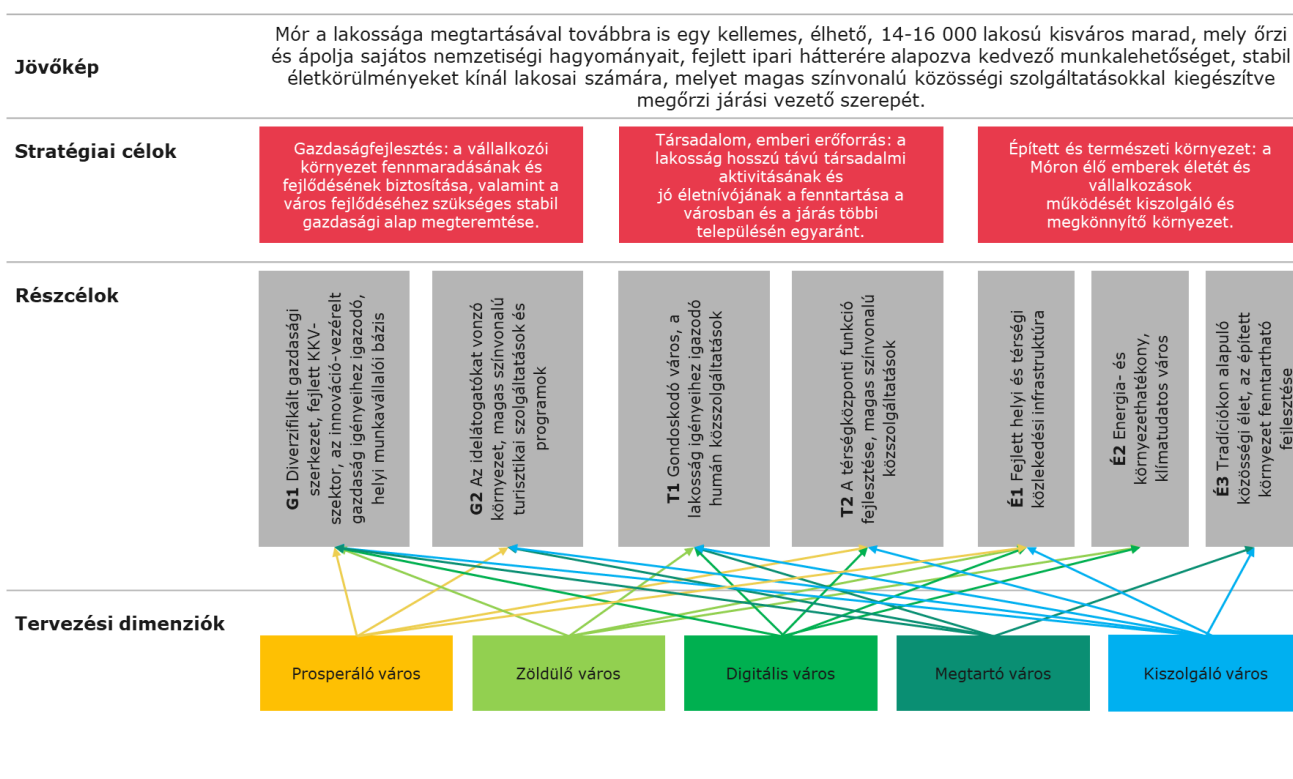 Jövőkép
Mór a lakossága megtartásával továbbra is egy kellemes, élhető, 14-16 000 lakosú kisváros marad, mely őrzi
és ápolja sajátos nemzetiségi hagyományait, fejlett ipari hátterére alapozva kedvező munkalehetőséget, stabil
életkörülményeket kínál lakosai számára, melyet magas színvonalú közösségi szolgáltatásokkal kiegészítve
megőrzi járási vezető szerepét.
Stratégiai célok
Gazdaságfejlesztés: a vállalkozói
környezet fennmaradásának és
fejlődésének biztosítása, valamint a
város fejlődéséhez szükséges stabil
gazdasági alap megteremtése.
Társadalom, emberi erőforrás: a
lakosság hosszú távú társadalmi
aktivitásának és
jó életnívójának a fenntartása a
városban és a járás többi
településén egyaránt.
Épített és természeti környezet: a
Móron élő emberek életét és
vállalkozások
működését kiszolgáló és
megkönnyítő környezet.
Részcélok
G1 Diverzifikált gazdasági
szerkezet, fejlett KKV-
szektor, az innováció-vezérelt
gazdaság igényeihez igazodó,
helyi munkavállalói bázis
G2 Az idelátogatókat vonzó
környezet, magas színvonalú
turisztikai szolgáltatások és
programok
T1 Gondoskodó város, a
lakosság igényeihez igazodó
humán közszolgáltatások
T2 A térségközponti funkció
fejlesztése, magas színvonalú
közszolgáltatások
É1 Fejlett helyi és térségi
közlekedési infrastruktúra
É2 Energia- és
környezethatékony,
klímatudatos város
É3 Tradíciókon alapuló
közösségi élet, az épített
környezet fenntartható
fejlesztése
Tervezési dimenziók
Prosperáló város
Zöldülő város
Digitális város
Megtartó város
Kiszolgáló város